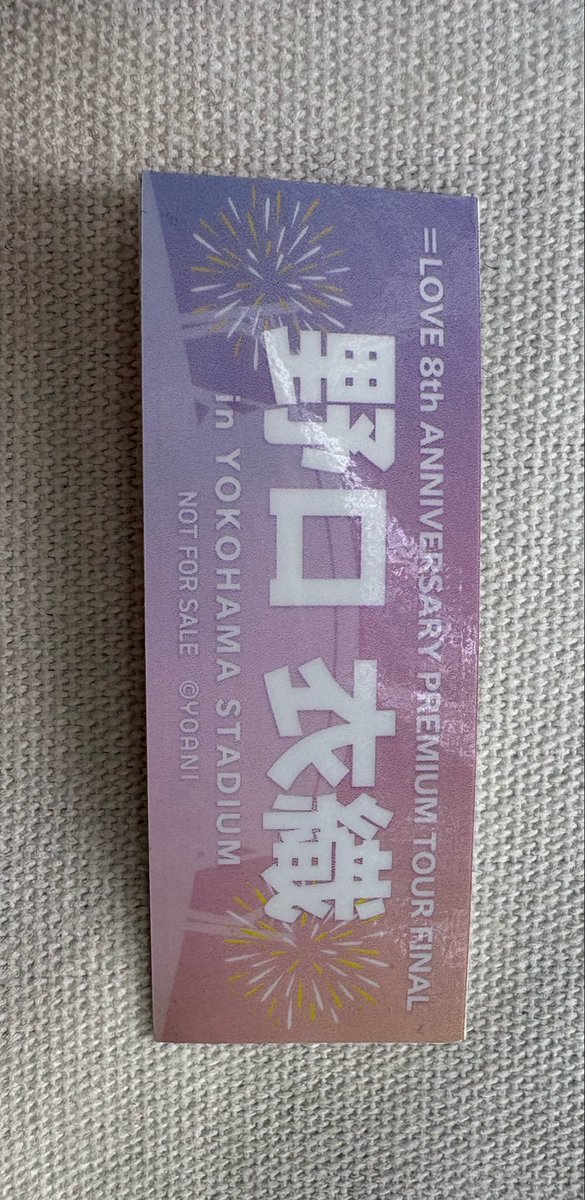 =LOVE 8th ANNIVERSARY PREMIUM TOUR FINAL
野口 衣織
in YOKOHAMA STADIUM
NOT FOR SALE ©YOANI